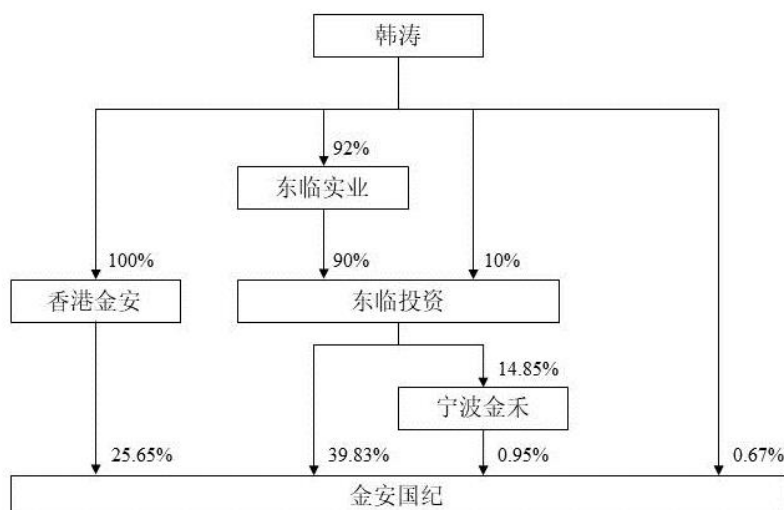 韩涛
92%
东临实业
100%
90%
10%
香港金安
东临投资
14.85%
宁波金禾
25.65%
39.83%
0.95%
0.67%
金安国纪